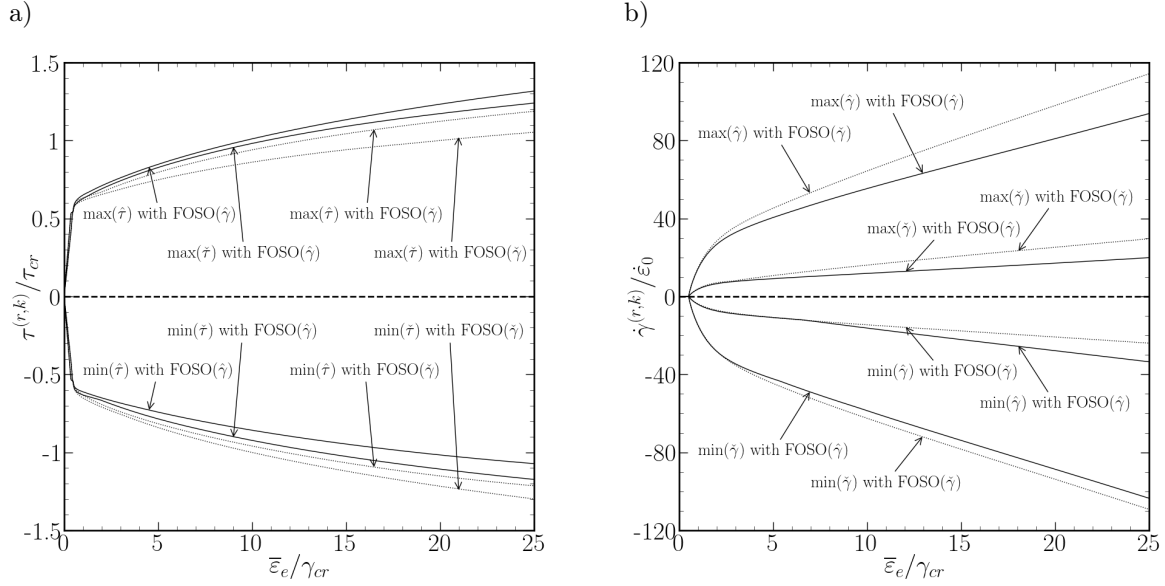 a)
1.5
1
0.5
0
-0.5
-1
-1.5
τ^(r,k)/τ_cr
max(τ̂) with FOSO(γ̂)
max(τ̂) with FOSO(γ̌)
max(τ̌) with FOSO(γ̂)
max(τ̌) with FOSO(γ̌)
min(τ̌) with FOSO(γ̂)
min(τ̌) with FOSO(γ̌)
min(τ̂) with FOSO(γ̂)
min(τ̂) with FOSO(γ̌)
0 5 10 15 20 25
ε̅_e/γ_cr
b)
120
80
40
0
-40
-80
-120
γ̇^(r,k)/ε̇_0
max(γ̂) with FOSO(γ̂)
max(γ̂) with FOSO(γ̌)
max(γ̌) with FOSO(γ̌)
max(γ̌) with FOSO(γ̂)
min(γ̂) with FOSO(γ̌)
min(γ̂) with FOSO(γ̂)
min(γ̌) with FOSO(γ̂)
min(γ̌) with FOSO(γ̌)
0 5 10 15 20 25
ε̅_e/γ_cr